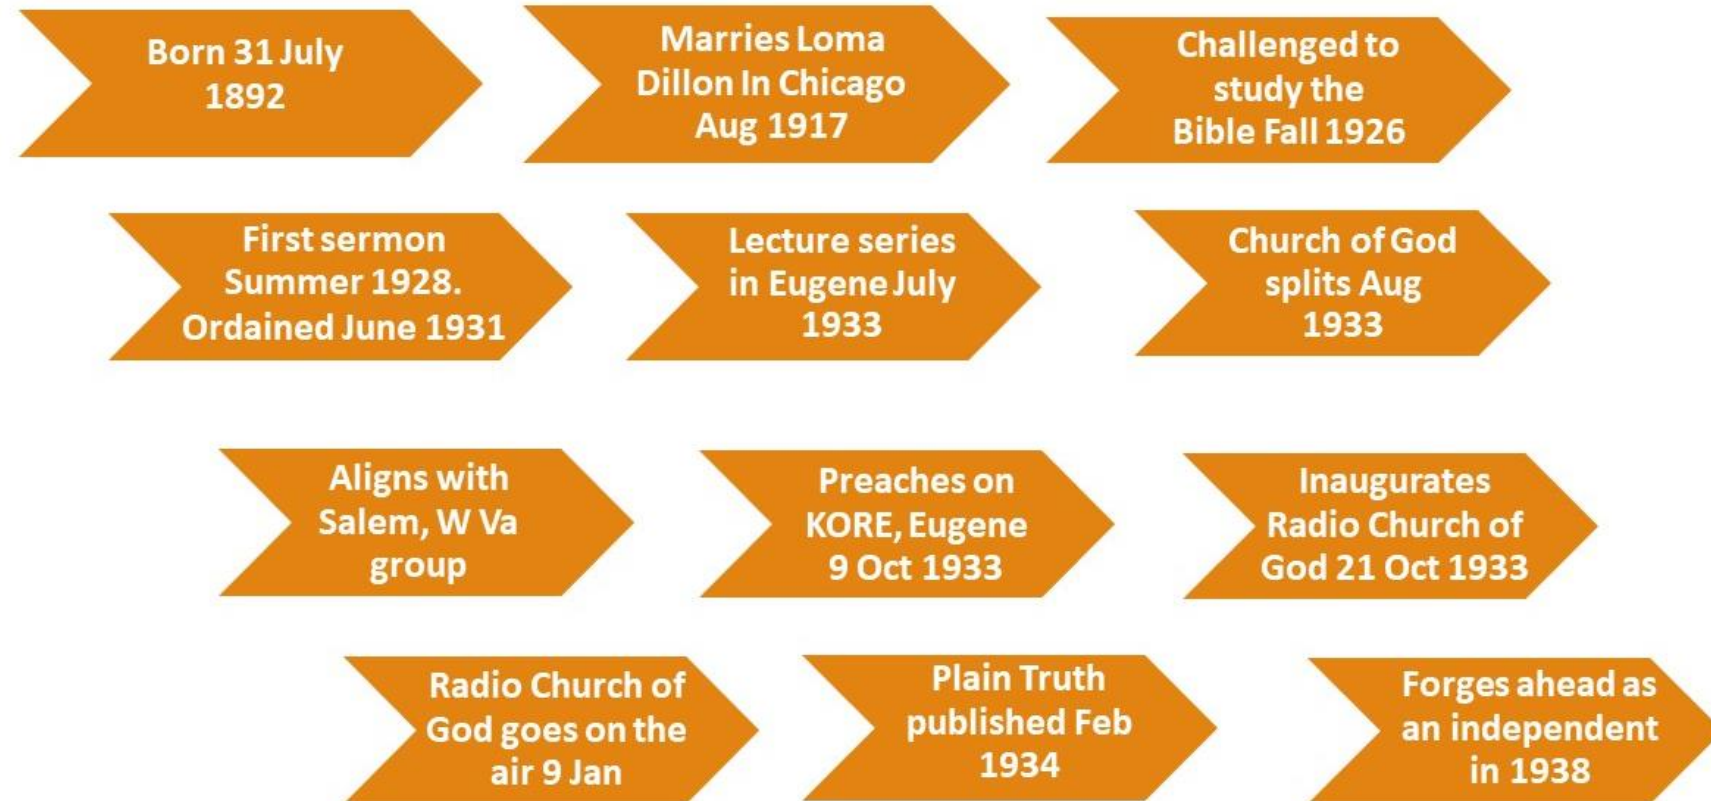 Born 31 July
1892
Marries Loma
Dillon In Chicago
Aug 1917
Challenged to
study the
Bible Fall 1926
First sermon
Summer 1928.
Ordained June 1931
Lecture series
in Eugene July
1933
Church of God
splits Aug
1933
Aligns with
Salem, W Va
group
Preaches on
KORE, Eugene
9 Oct 1933
Inaugurates
Radio Church of
God 21 Oct 1933
Radio Church of
God goes on the
air 9 Jan
Plain Truth
published Feb
1934
Forges ahead as
an independent
in 1938